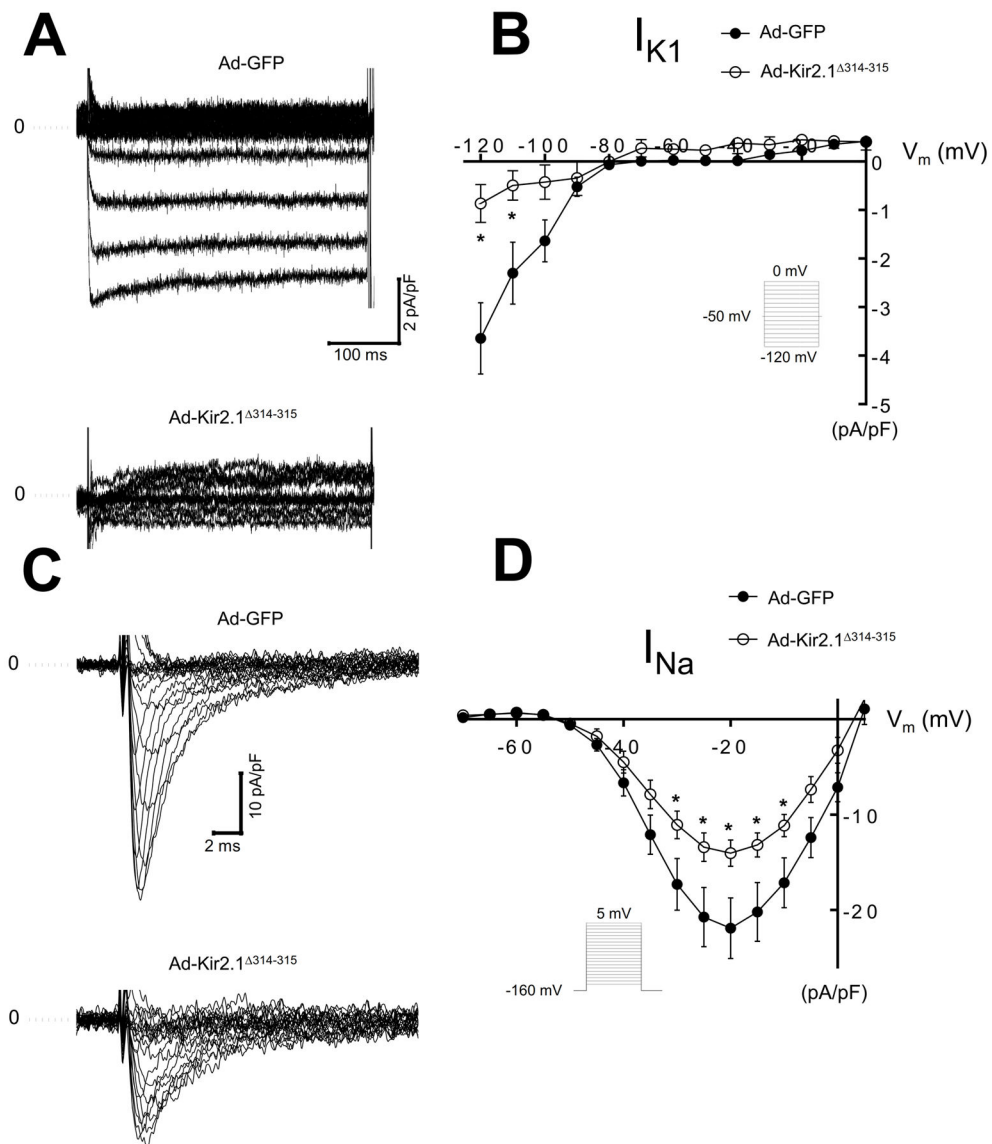 A
Ad-GFP
0
2 pA/pF
100 ms
Ad-Kir2.1Δ314-315
0
B
IK1
Ad-GFP
Ad-Kir2.1Δ314-315
-120 -100 -80 -60 -40 -20 Vm (mV)
0
-1
-2
-3
-4
-5
(pA/pF)
* *
0 mV
-50 mV
-120 mV
C
Ad-GFP
0
10 pA/pF
2 ms
Ad-Kir2.1Δ314-315
0
D
Ad-GFP
Ad-Kir2.1Δ314-315
INa
Vm (mV)
-60 -40 -20
* * * * *
-10
-20
(pA/pF)
5 mV
-160 mV